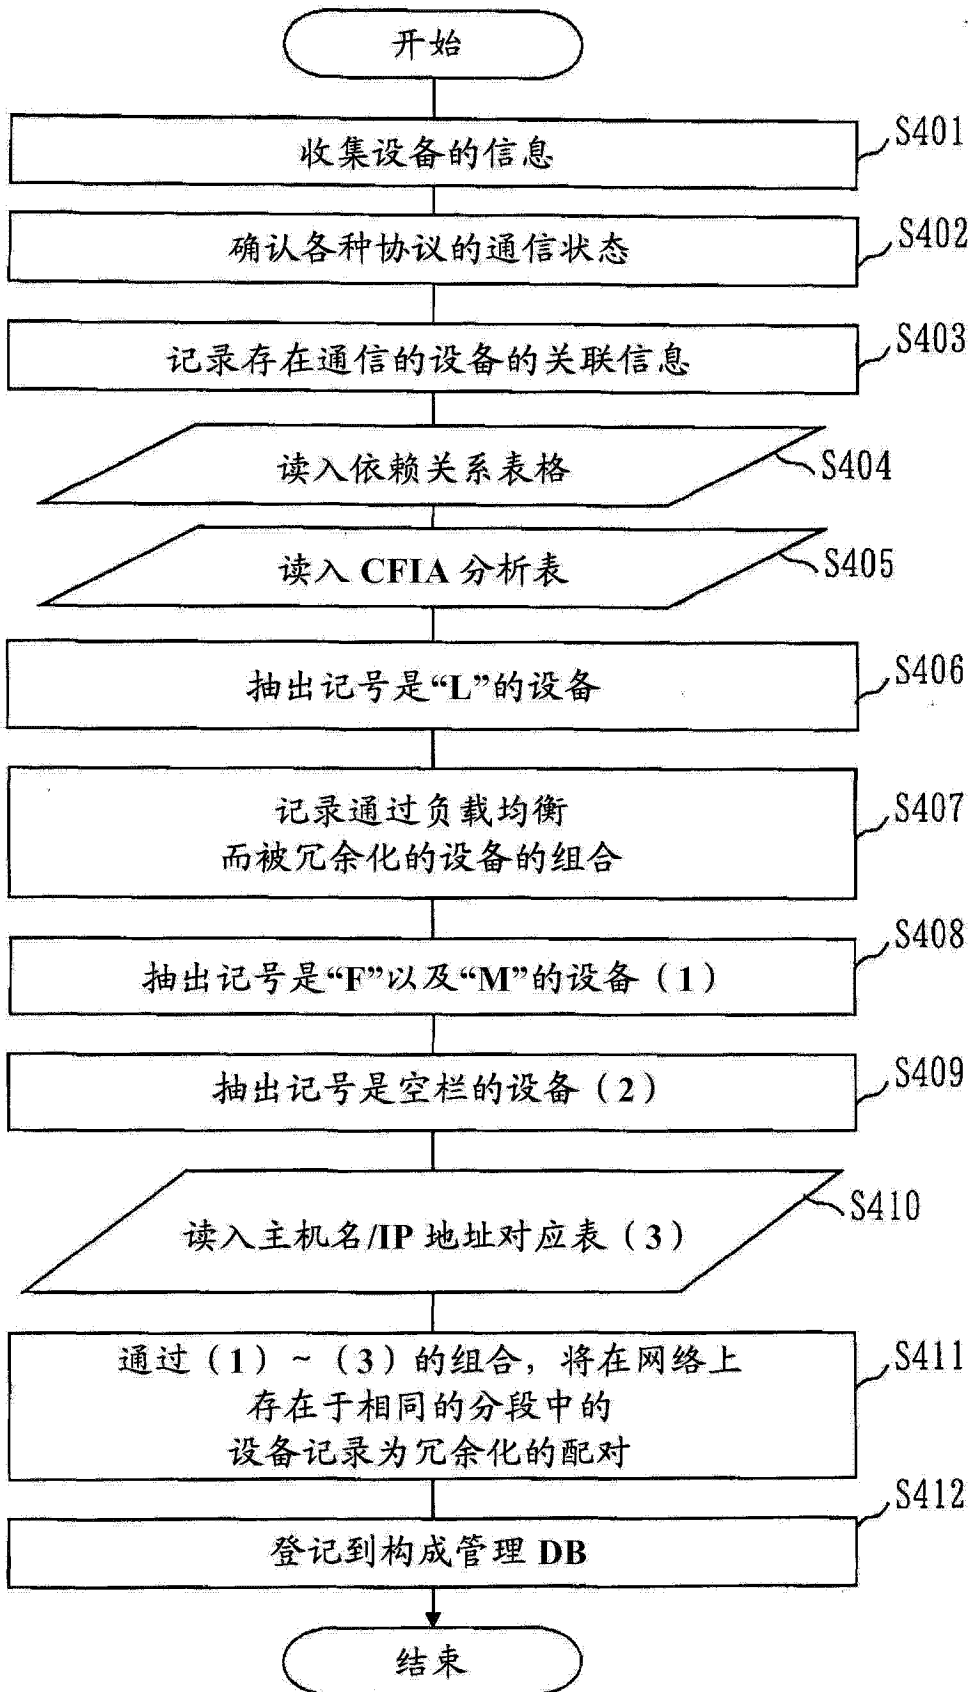 开始
收集设备的信息
S401
确认各种协议的通信状态
S402
记录存在通信的设备的关联信息
S403
读入依赖关系表格
S404
读入 CFIA 分析表
S405
抽出记号是“L”的设备
S406
记录通过负载均衡
而被冗余化的设备的组合
S407
抽出记号是“F”以及“M”的设备（1）
S408
抽出记号是空栏的设备（2）
S409
读入主机名/IP 地址对应表（3）
S410
通过（1）~（3）的组合，将在网络上
存在于相同的分段中的
设备记录为冗余化的配对
S411
登记到构成管理 DB
S412
结束